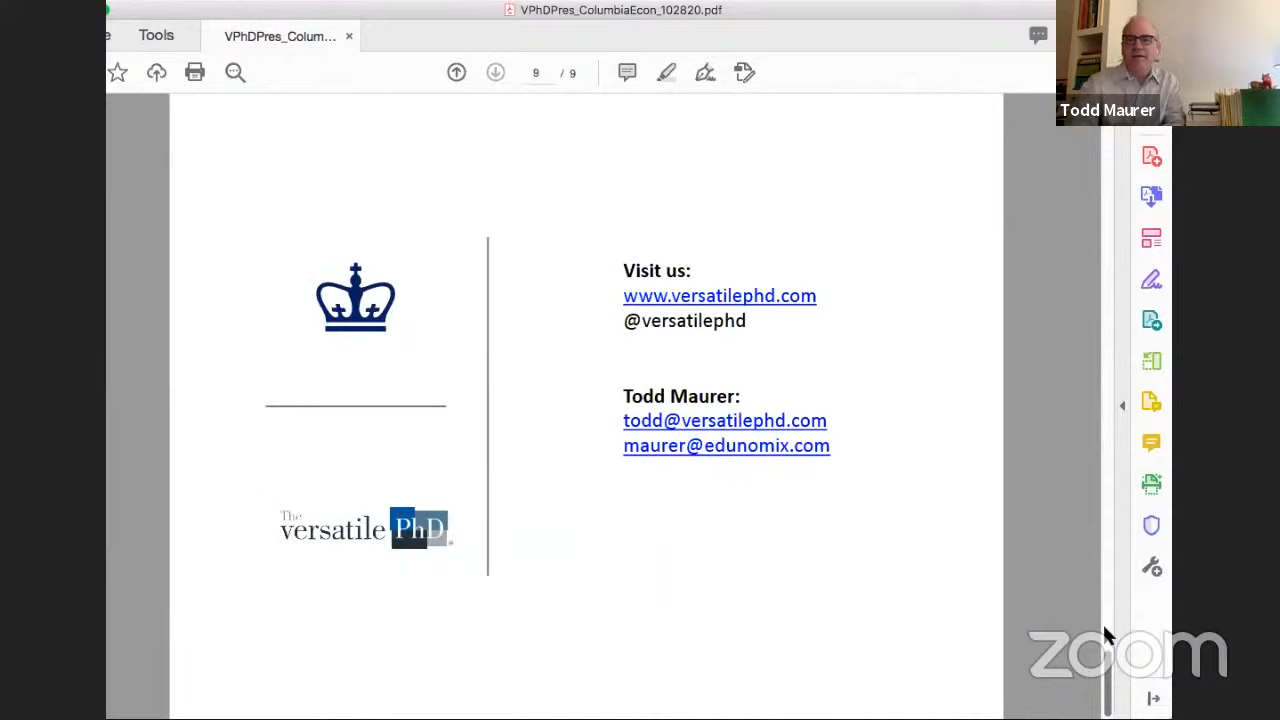 VPhDPres_ColumbiaEcon_102820.pdf
Tools
VPhDPres_Colum... ×
9 / 9
Todd Maurer
Visit us:
www.versatilephd.com
@versatilephd
Todd Maurer:
todd@versatilephd.com
maurer@edunomix.com
The
versatile PhD
zoom